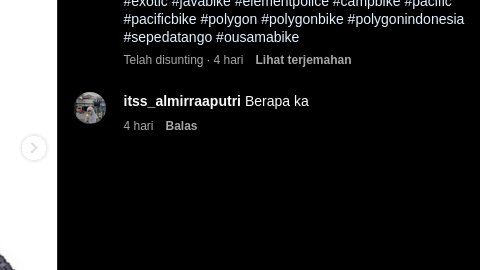 #exotic #javabike #elementpolice #campbike #pacific
#pacificbike #polygon #polygonbike #polygonindonesia
#sepedatango #ousamabike
Telah disunting · 4 hari Lihat terjemahan
itss_almirraaputri Berapa ka
4 hari Balas